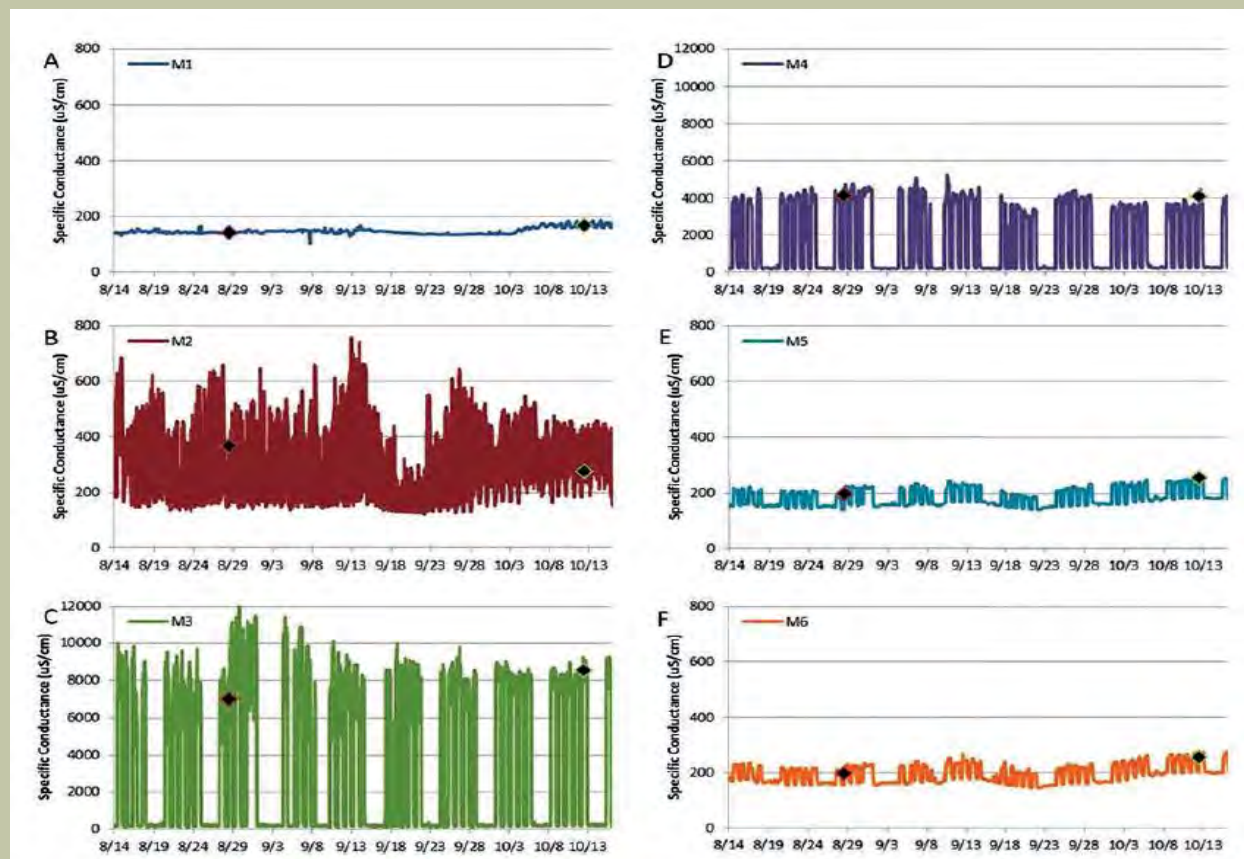 A
M1
Specific Conductance (uS/cm)
800
600
400
200
0
8/14 8/19 8/24 8/29 9/3 9/8 9/13 9/18 9/23 9/28 10/3 10/8 10/13
B
M2
Specific Conductance (uS/cm)
800
600
400
200
0
8/14 8/19 8/24 8/29 9/3 9/8 9/13 9/18 9/23 9/28 10/3 10/8 10/13
C
M3
Specific Conductance (uS/cm)
12000
10000
8000
6000
4000
2000
0
8/14 8/19 8/24 8/29 9/3 9/8 9/13 9/18 9/23 9/28 10/3 10/8 10/13
D
M4
Specific Conductance (uS/cm)
12000
10000
8000
6000
4000
2000
0
8/14 8/19 8/24 8/29 9/3 9/8 9/13 9/18 9/23 9/28 10/3 10/8 10/13
E
M5
Specific Conductance (uS/cm)
800
600
400
200
0
8/14 8/19 8/24 8/29 9/3 9/8 9/13 9/18 9/23 9/28 10/3 10/8 10/13
F
M6
Specific Conductance (uS/cm)
800
600
400
200
0
8/14 8/19 8/24 8/29 9/3 9/8 9/13 9/18 9/23 9/28 10/3 10/8 10/13